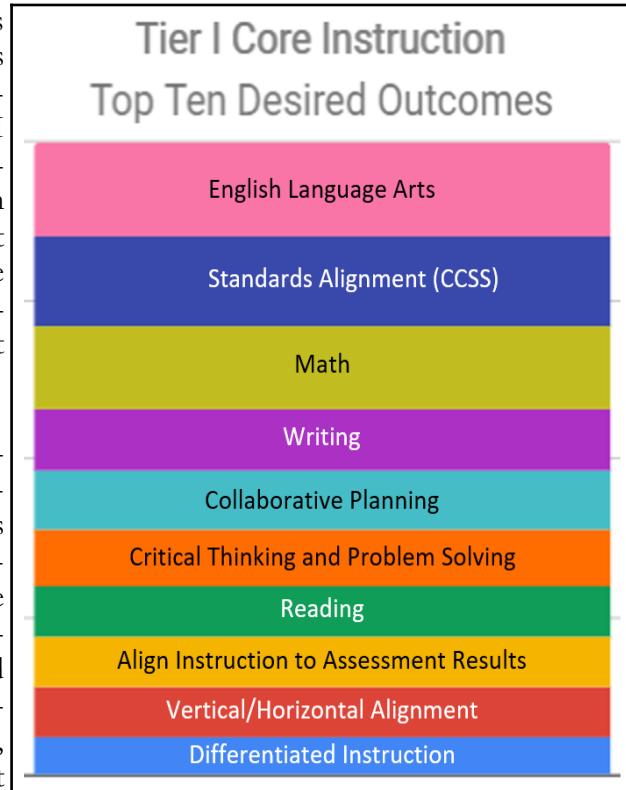 Tier I Core Instruction
Top Ten Desired Outcomes
English Language Arts
Standards Alignment (CCSS)
Math
Writing
Collaborative Planning
Critical Thinking and Problem Solving
Reading
Align Instruction to Assessment Results
Vertical/Horizontal Alignment
Differentiated Instruction